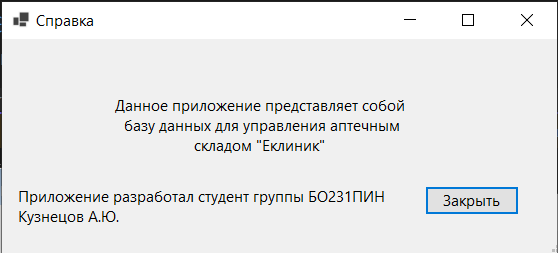 Справка
Данное приложение представляет собой
базу данных для управления аптечным
складом "Еклиник"
Приложение разработал студент группы БО231ПИН
Кузнецов А.Ю.
Закрыть